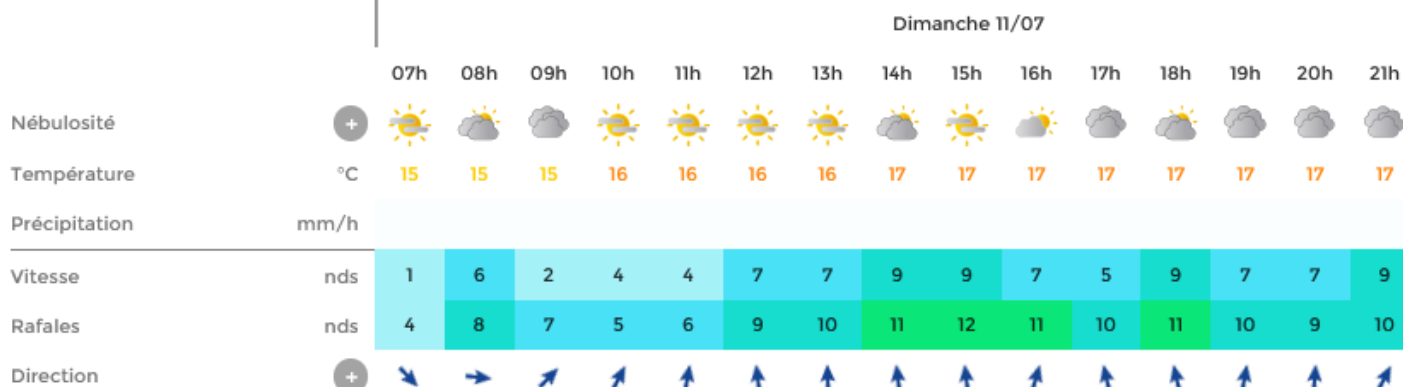 Dimanche 11/07
07h 08h 09h 10h 11h 12h 13h 14h 15h 16h 17h 18h 19h 20h 21h
Nébulosité +
Température °C 15 15 15 16 16 16 16 17 17 17 17 17 17 17 17
Précipitation mm/h
Vitesse nds 1 6 2 4 4 7 7 9 9 7 5 9 7 7 9
Rafales nds 4 8 7 5 6 9 10 11 12 11 10 11 10 9 10
Direction +